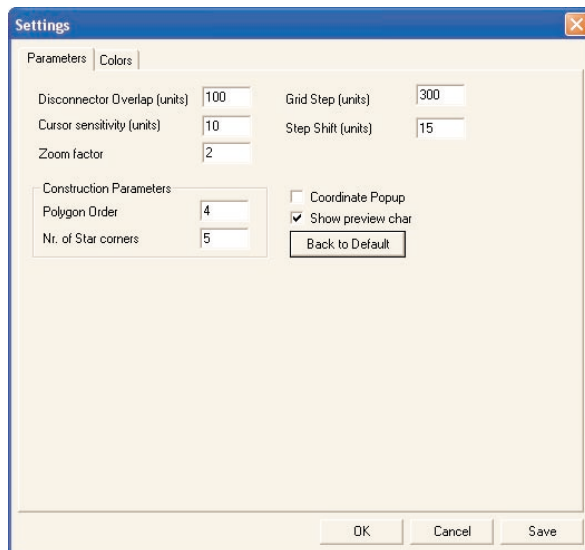 Settings
Parameters Colors
Disconnector Overlap (units) 100 Grid Step (units) 300
Cursor sensitivity (units) 10 Step Shift (units) 15
Zoom factor 2
Construction Parameters
Coordinate Popup
Polygon Order 4
Show preview char
Nr. of Star corners 5
Back to Default
OK Cancel Save